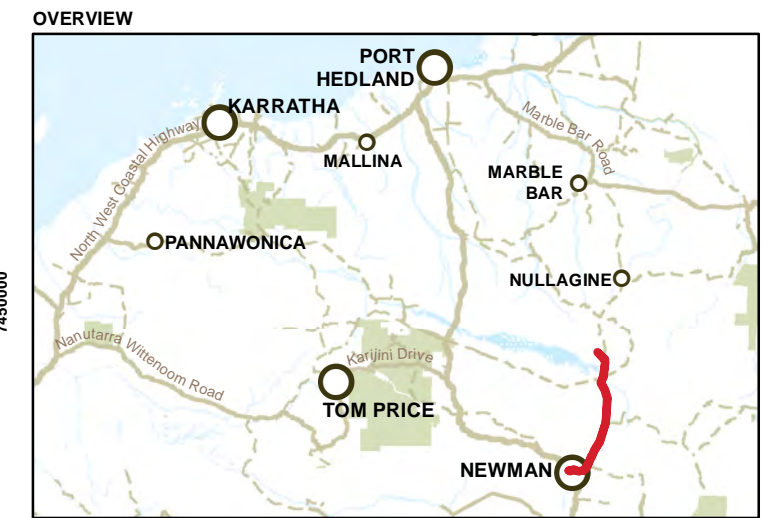 OVERVIEW
PORT
HEDLAND
KARRATHA
North West Coastal Highway
MALLINA
Marble Bar Road
MARBLE
BAR
PANNAWONICA
NULLAGINE
7450000
Nanutarra Wittenoom Road
Karijini Drive
TOM PRICE
NEWMAN